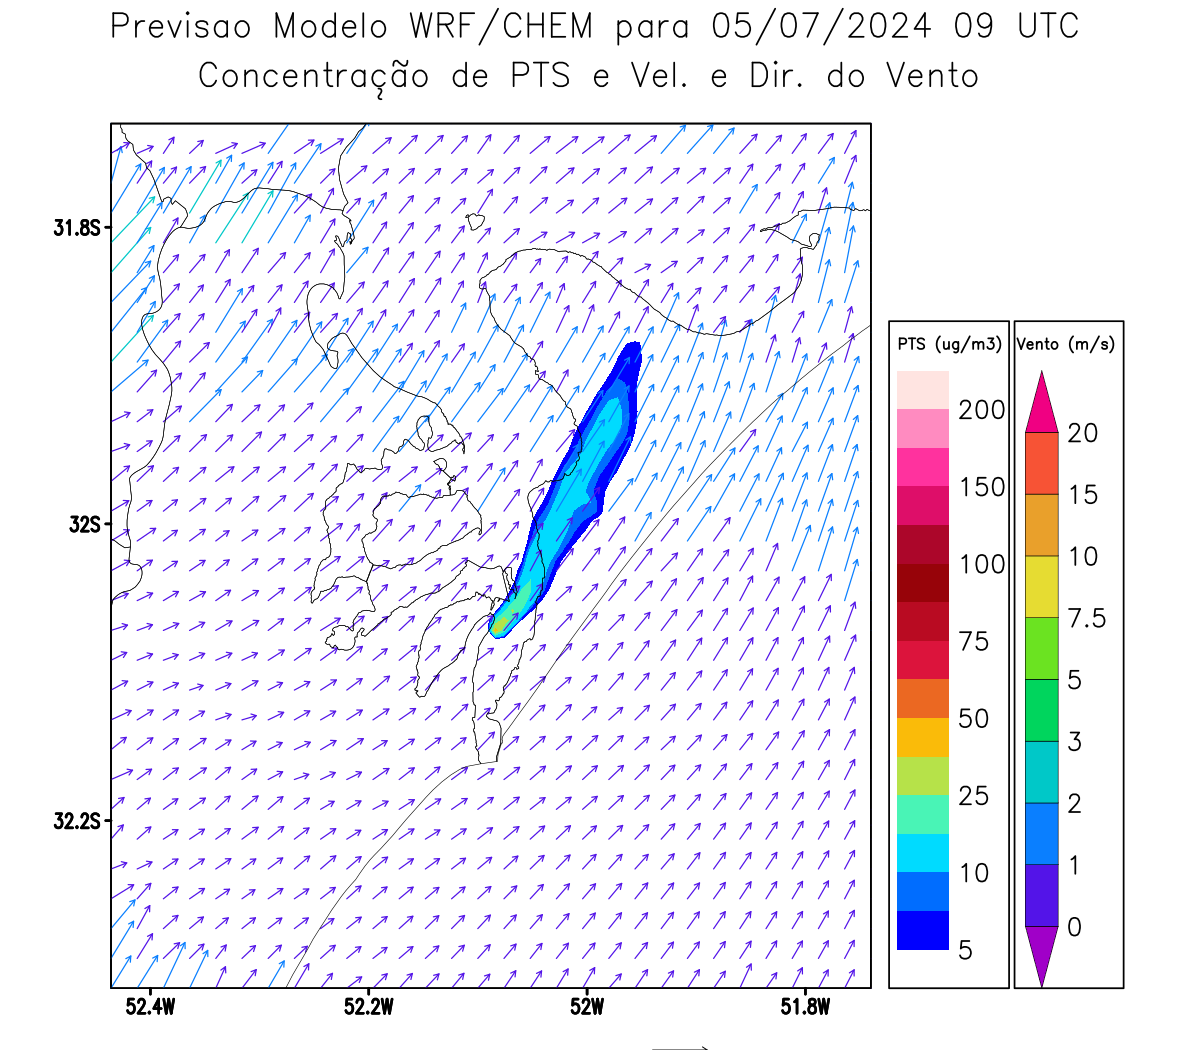 Previsao Modelo WRF/CHEM para 05/07/2024 09 UTC
Concentração de PTS e Vel. e Dir. do Vento
31.8S
32S
32.2S
52.4W
52.2W
52W
51.8W
PTS (ug/m3)
200
150
100
75
50
25
10
5
Vento (m/s)
20
15
10
7.5
5
3
2
1
0